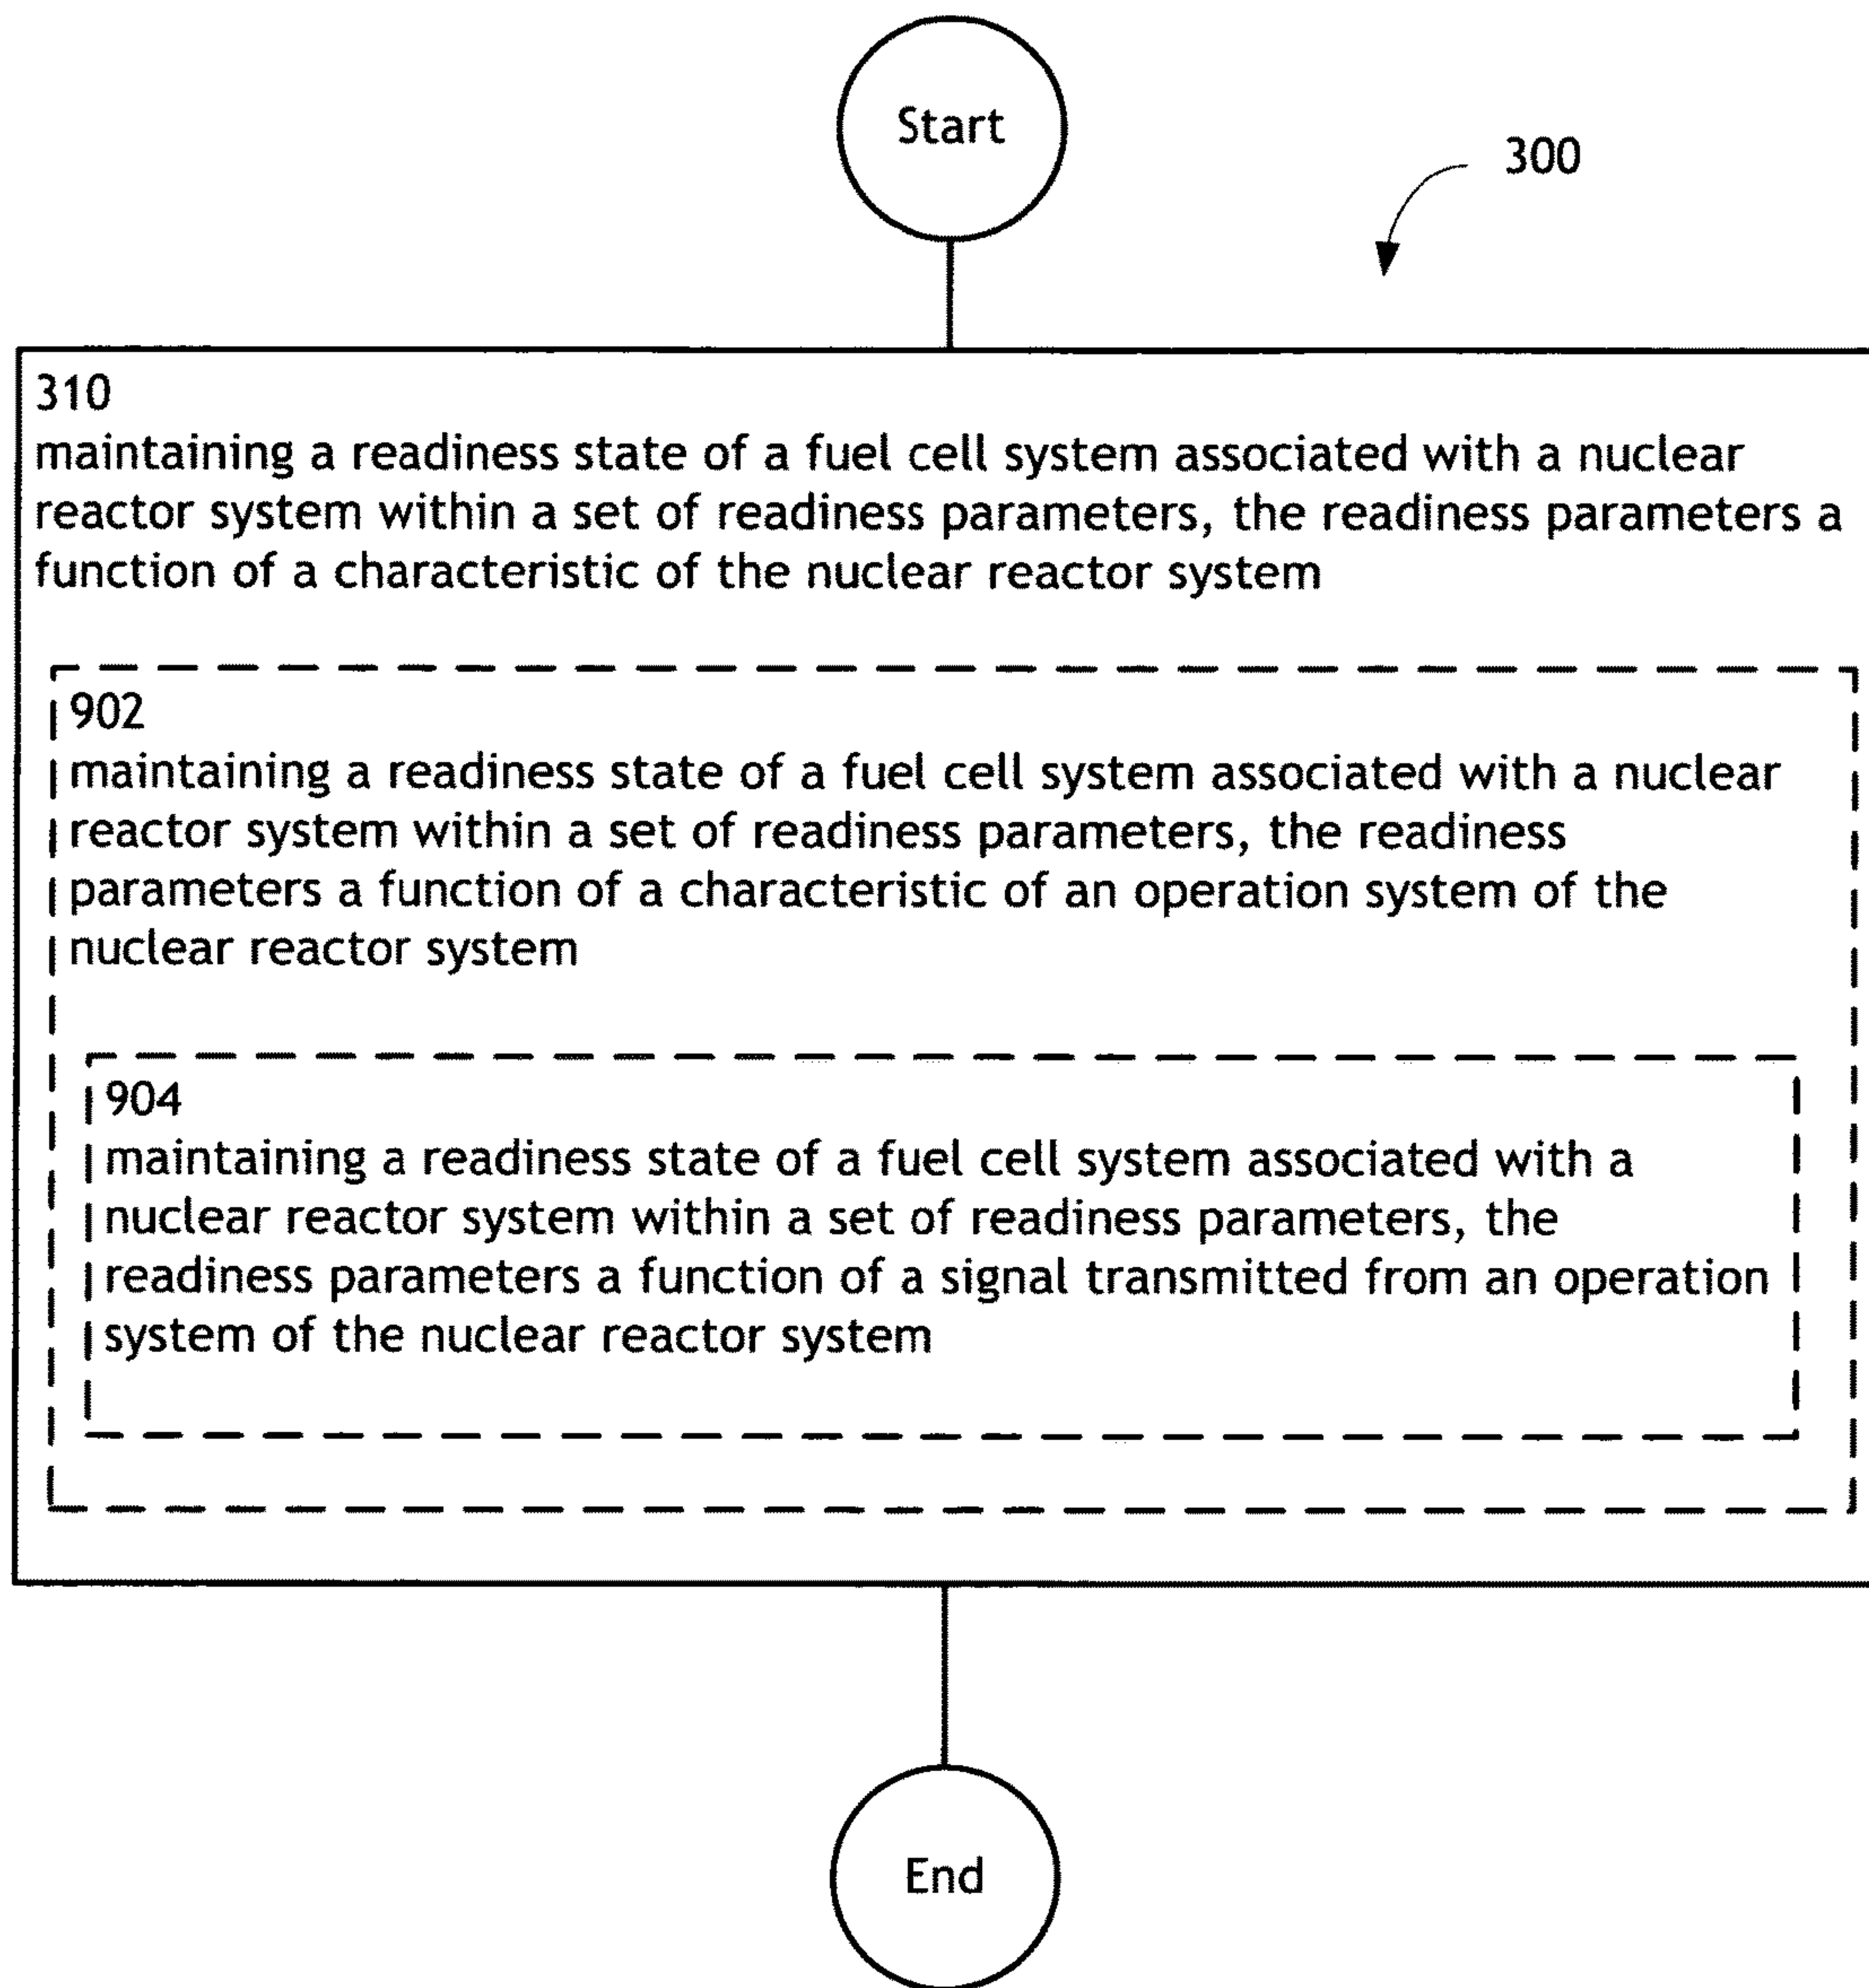 Start
300
310
maintaining a readiness state of a fuel cell system associated with a nuclear
reactor system within a set of readiness parameters, the readiness parameters a
function of a characteristic of the nuclear reactor system
902
maintaining a readiness state of a fuel cell system associated with a nuclear
reactor system within a set of readiness parameters, the readiness
parameters a function of a characteristic of an operation system of the
nuclear reactor system
904
maintaining a readiness state of a fuel cell system associated with a
nuclear reactor system within a set of readiness parameters, the
readiness parameters a function of a signal transmitted from an operation
system of the nuclear reactor system
End